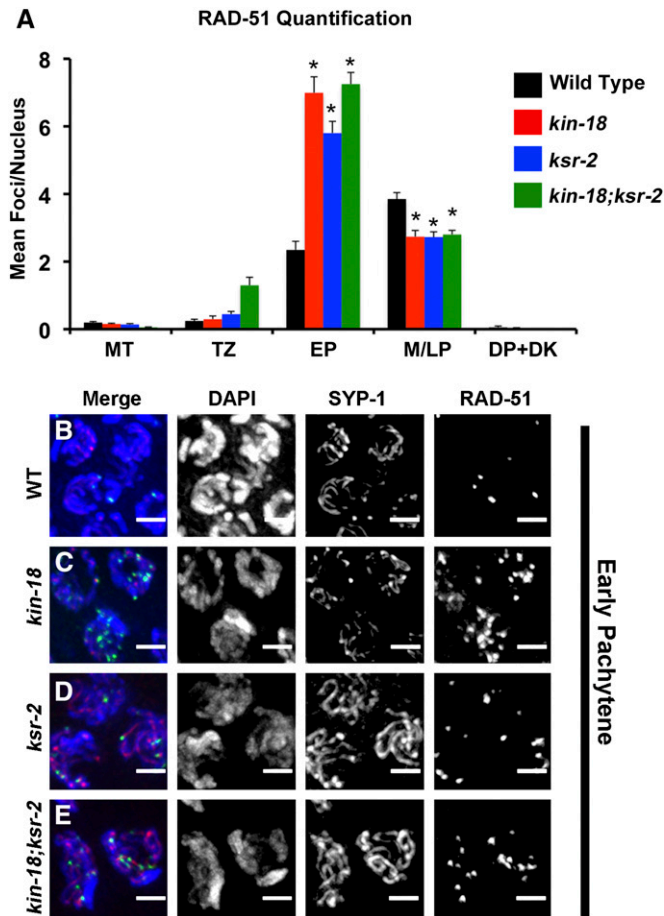 A
RAD-51 Quantification
Mean Foci/Nucleus
8
6
4
2
0
* * *
* * *
MT TZ EP M/LP DP+DK
Wild Type
kin-18
ksr-2
kin-18;ksr-2
Merge DAPI SYP-1 RAD-51
B
WT
C
kin-18
D
ksr-2
E
kin-18;ksr-2
Early Pachytene